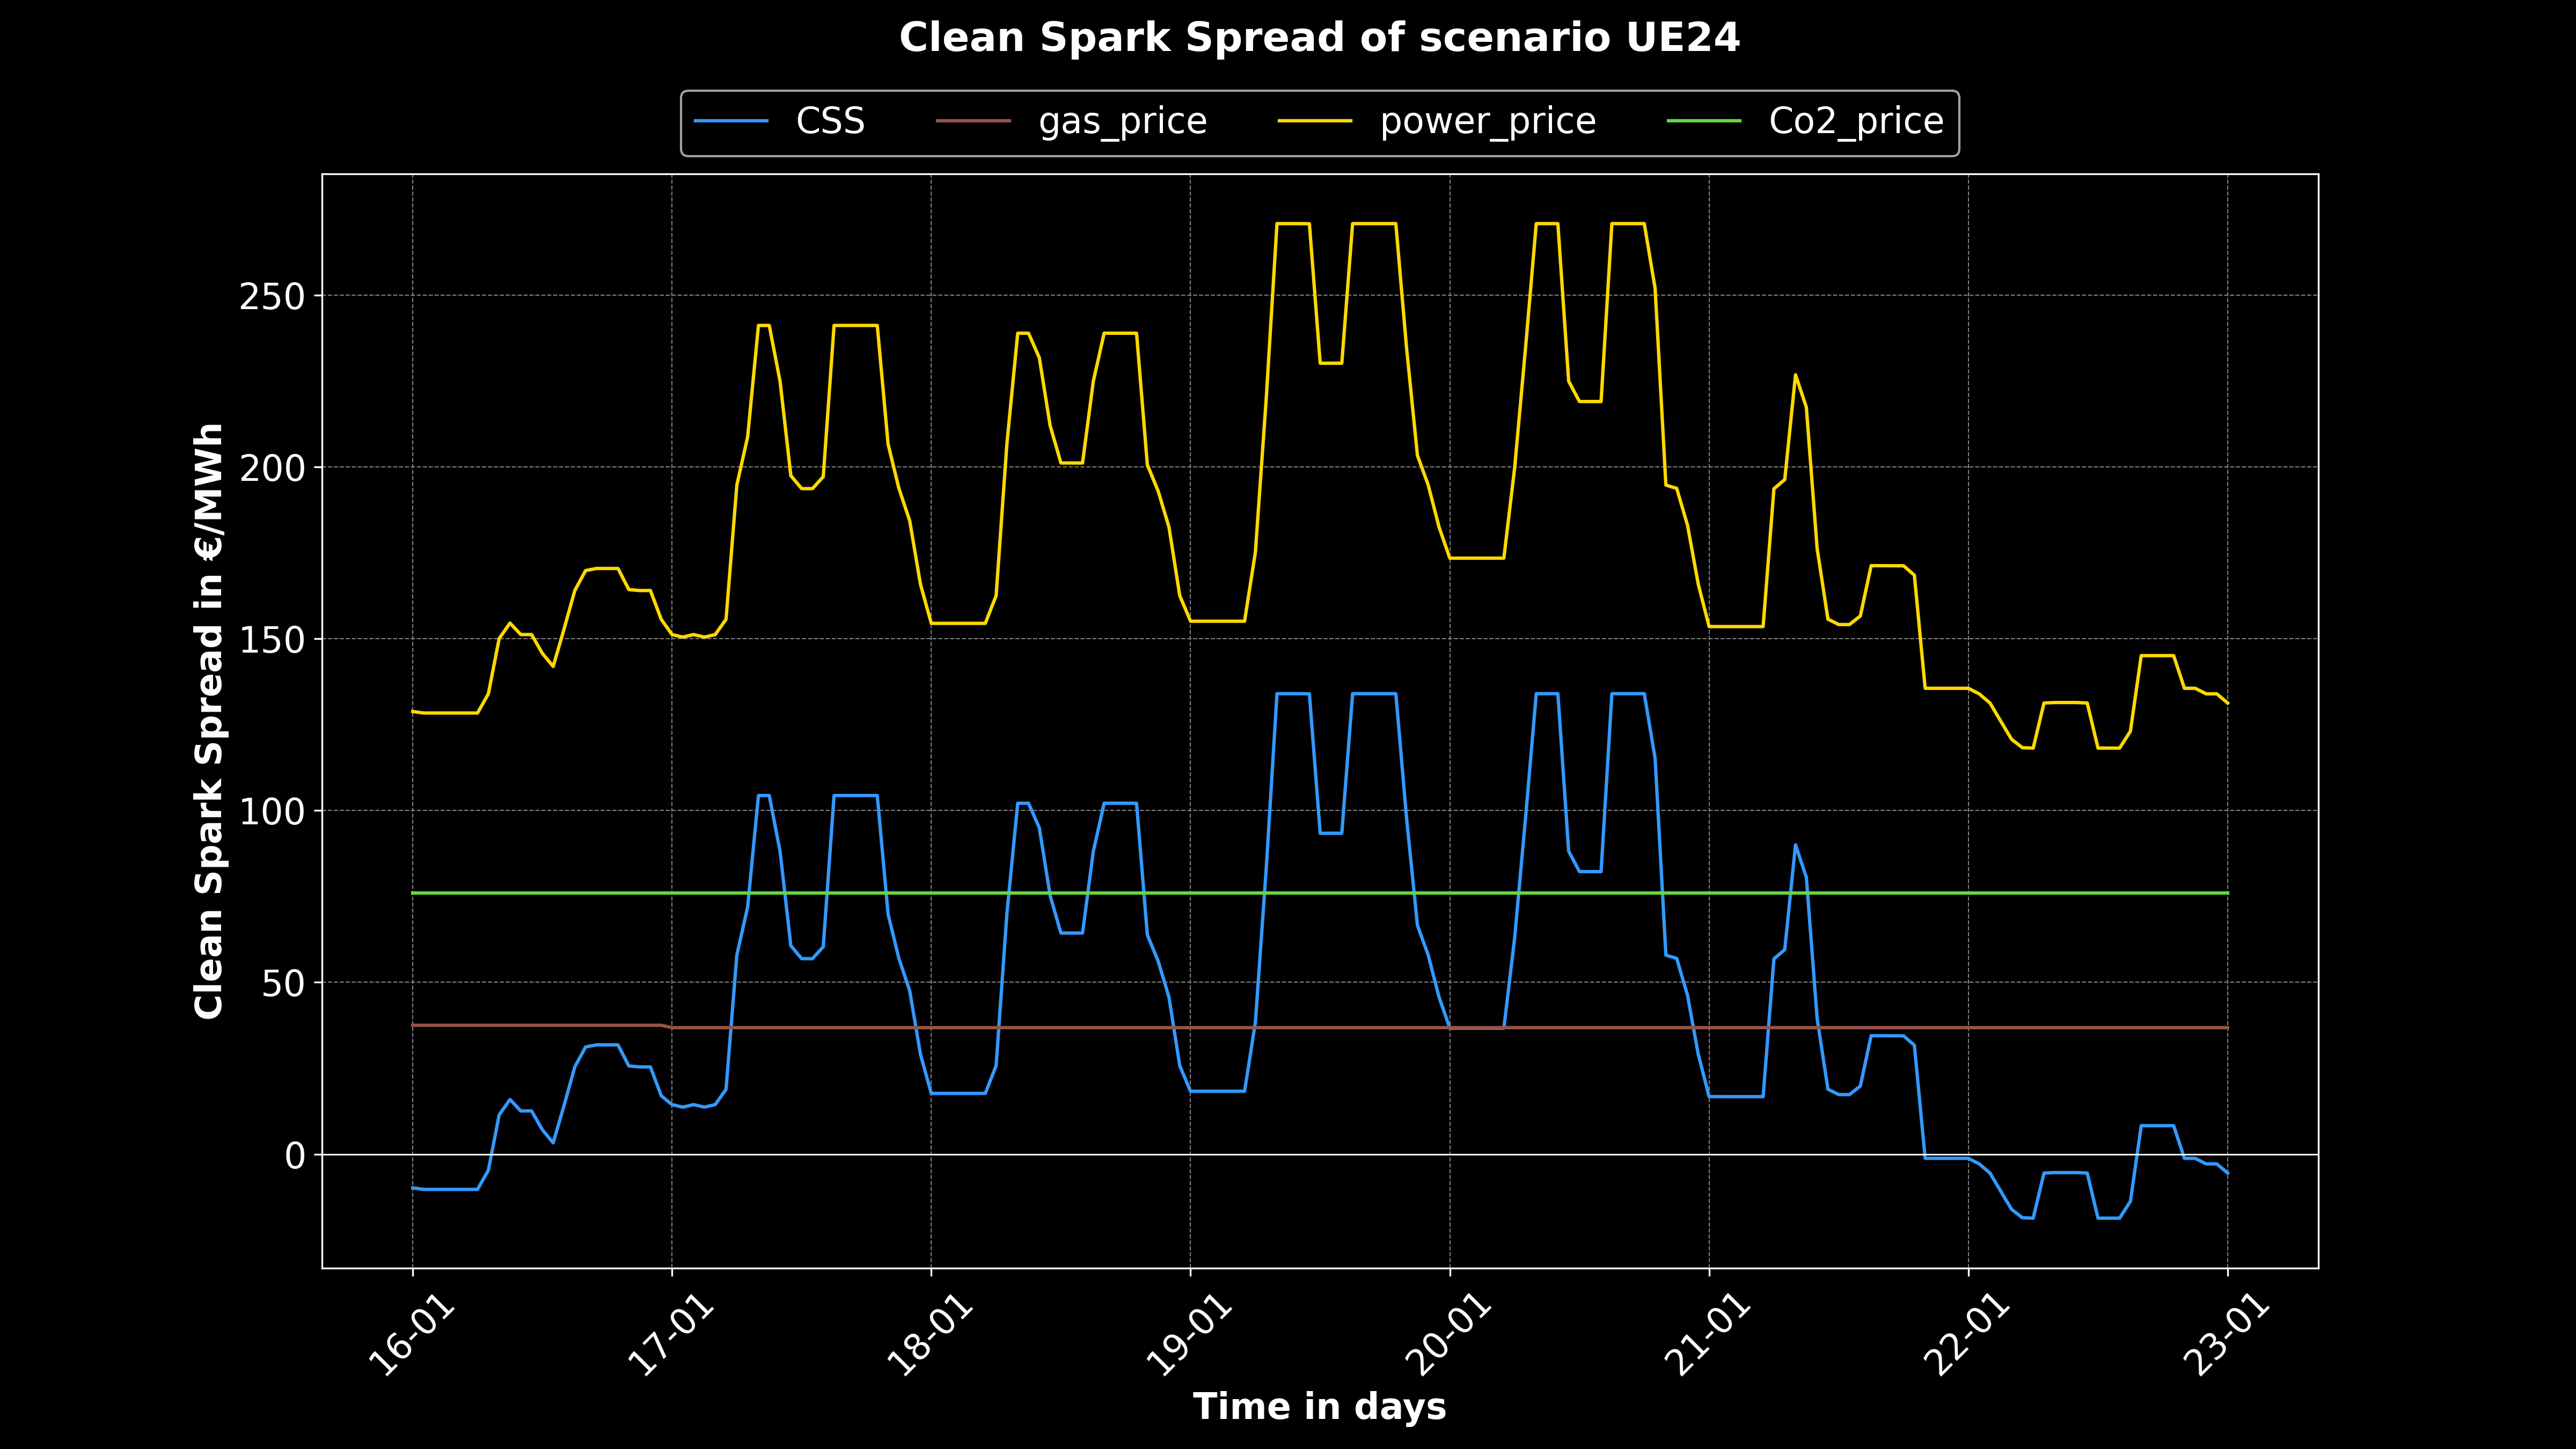 Clean Spark Spread of scenario UE24
CSS gas_price power_price Co2_price
Clean Spark Spread in €/MWh
250
200
150
100
50
0
16-01 17-01 18-01 19-01 20-01 21-01 22-01 23-01
Time in days